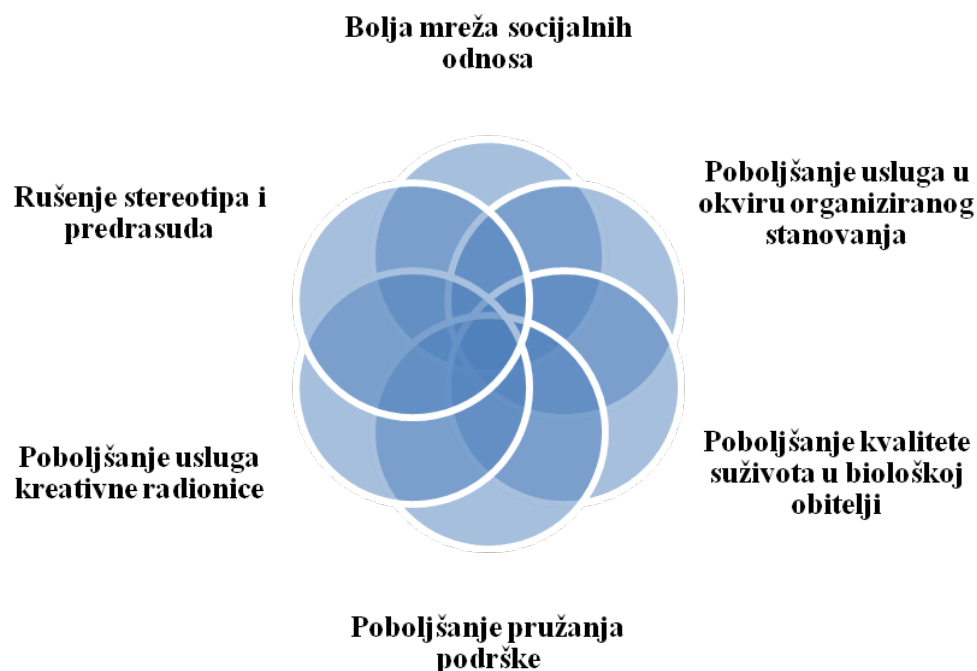 Bolja mreža socijalnih
odnosa
Poboljšanje usluga u
okviru organiziranog
stanovanja
Poboljšanje kvalitete
suživota u biološkoj
obitelji
Poboljšanje pružanja
podrške
Poboljšanje usluga
kreativne radionice
Rušenje stereotipa i
predrasuda